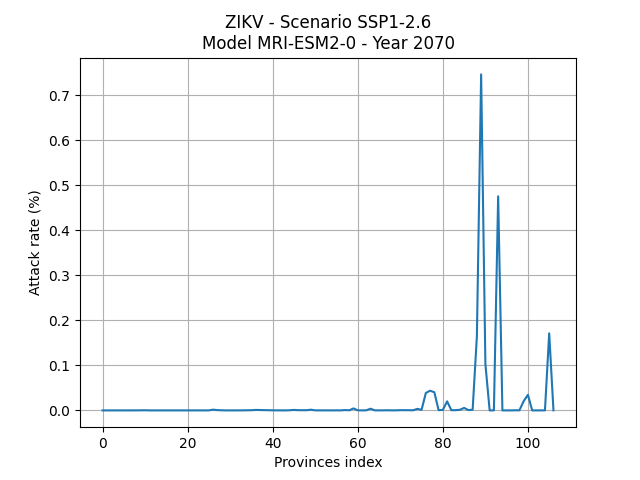 ZIKV - Scenario SSP1-2.6
Model MRI-ESM2-0 - Year 2070
Attack rate (%)
0.7
0.6
0.5
0.4
0.3
0.2
0.1
0.0
0 20 40 60 80 100
Provinces index